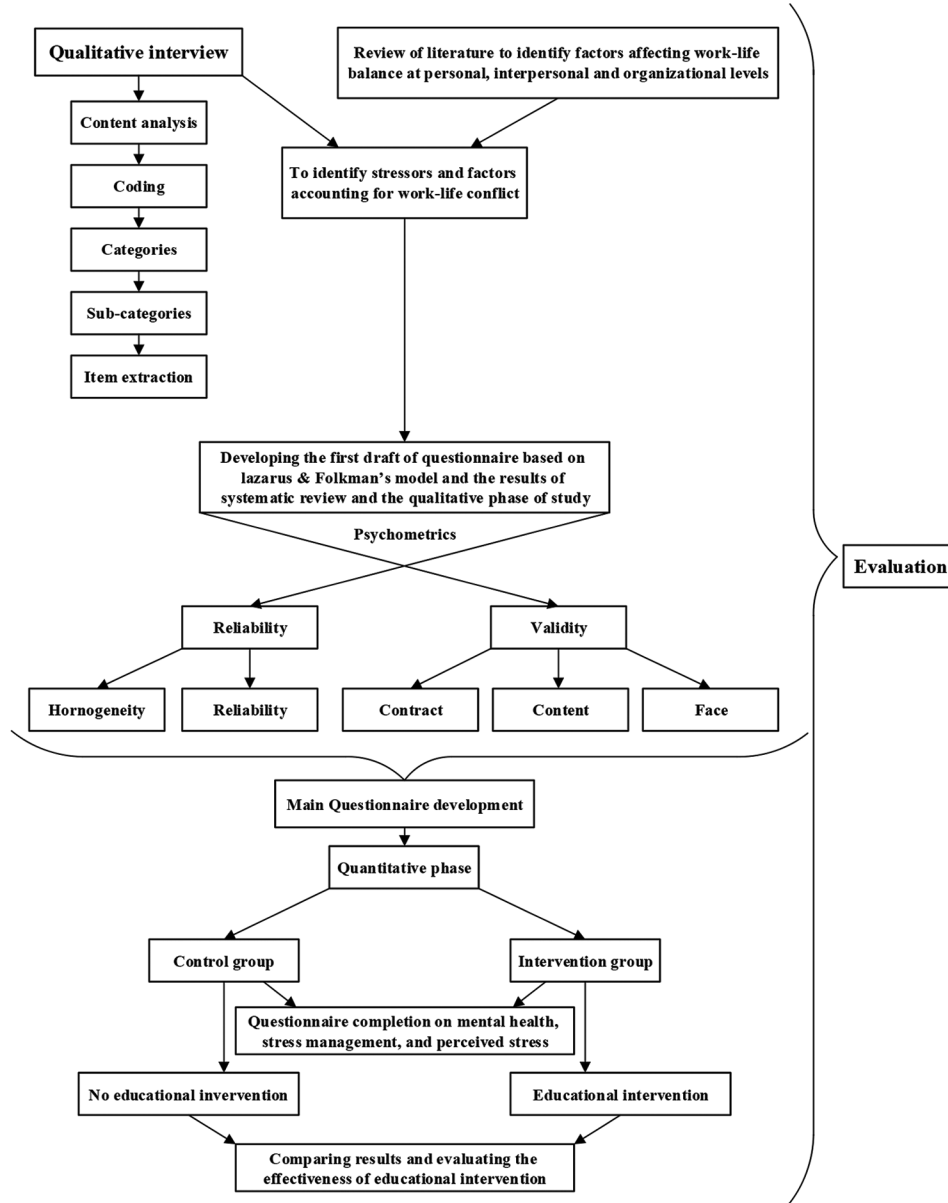 Qualitative interview
Review of literature to identify factors affecting work-life
balance at personal, interpersonal and organizational levels
Content analysis
To identify stressors and factors
accounting for work-life conflict
Coding
Categories
Sub-categories
Item extraction
Developing the first draft of questionnaire based on
lazarus & Folkman's model and the results of
systematic review and the qualitative phase of study
Psychometrics
Evaluation
Reliability
Validity
Hornogeneity
Reliability
Contract
Content
Face
Main Questionnaire development
Quantitative phase
Control group
Intervention group
Questionnaire completion on mental health,
stress management, and perceived stress
No educational invervention
Educational intervention
Comparing results and evaluating the
effectiveness of educational intervention